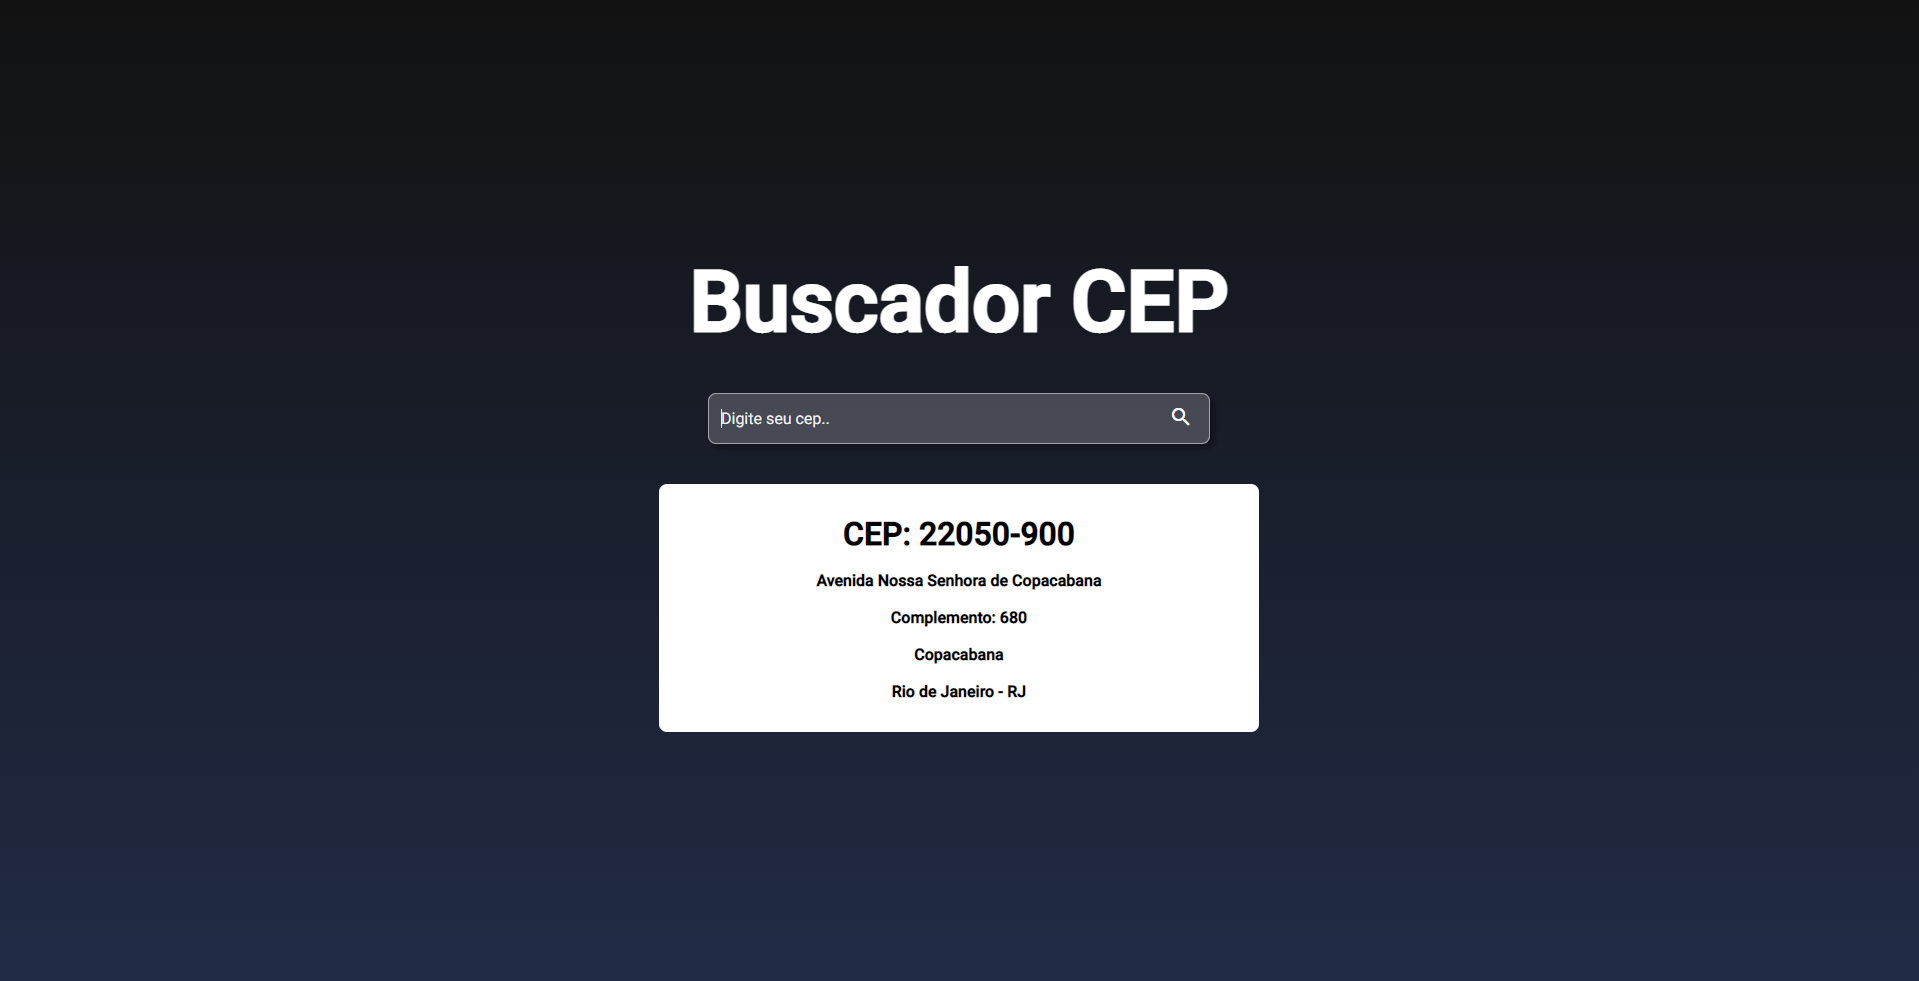 Buscador CEP
Digite seu cep..
CEP: 22050-900
Avenida Nossa Senhora de Copacabana
Complemento: 680
Copacabana
Rio de Janeiro - RJ